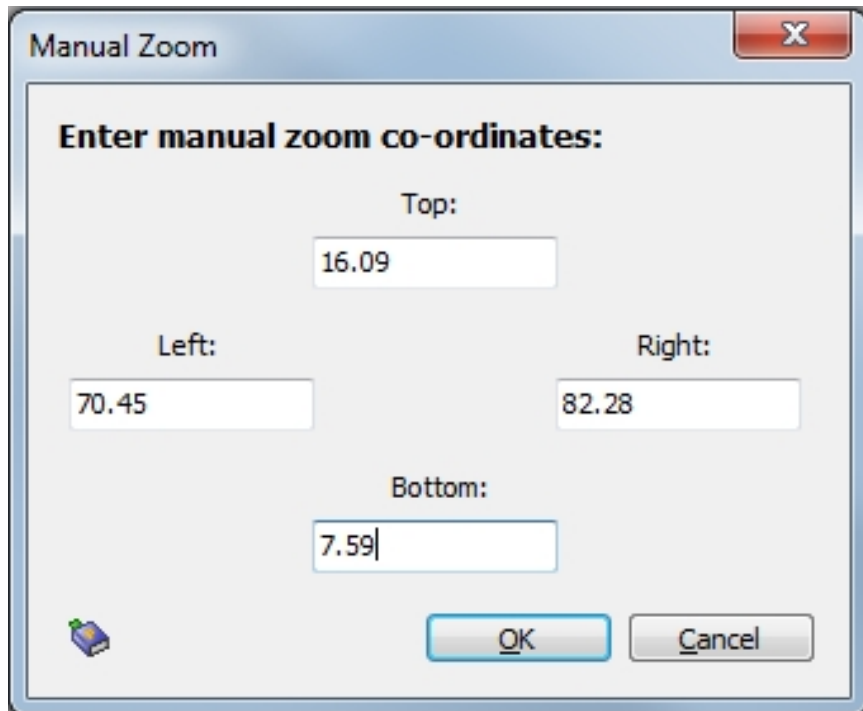 Manual Zoom
Enter manual zoom co-ordinates:
Top:
16.09
Left:
Right:
70.45
82.28
Bottom:
7.59
OK
Cancel